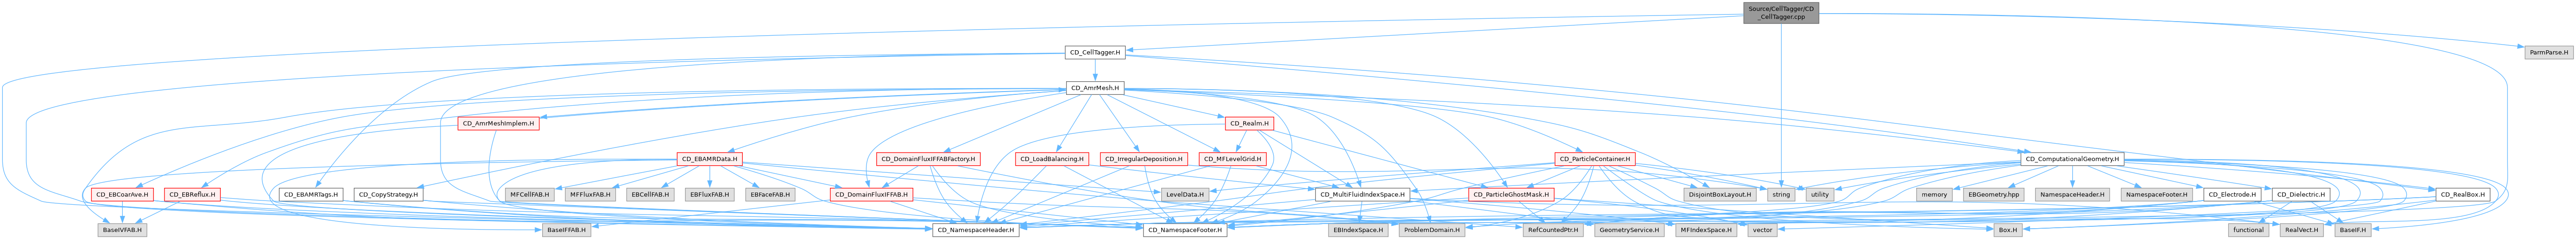 Source/CellTagger/CD
_CellTagger.cpp
CD_CellTagger.H
ParmParse.H
CD_AmrMesh.H
CD_AmrMeshImplem.H
CD_Realm.H
CD_EBAMRData.H
CD_DomainFluxIFFABFactory.H
CD_LoadBalancing.H
CD_IrregularDeposition.H
CD_MFLevelGrid.H
CD_ParticleContainer.H
CD_ComputationalGeometry.H
CD_EBCoarAve.H
CD_EBReflux.H
CD_EBAMRTags.H
CD_CopyStrategy.H
MFCellFAB.H
MFFluxFAB.H
EBCellFAB.H
EBFluxFAB.H
EBFaceFAB.H
CD_DomainFluxIFFAB.H
LevelData.H
CD_MultiFluidIndexSpace.H
CD_ParticleGhostMask.H
DisjointBoxLayout.H
string
utility
memory
EBGeometry.hpp
NamespaceHeader.H
NamespaceFooter.H
CD_Electrode.H
CD_Dielectric.H
CD_RealBox.H
BaseIVFAB.H
BaseIFFAB.H
CD_NamespaceHeader.H
CD_NamespaceFooter.H
EBIndexSpace.H
ProblemDomain.H
RefCountedPtr.H
GeometryService.H
MFIndexSpace.H
vector
Box.H
functional
RealVect.H
BaseIF.H